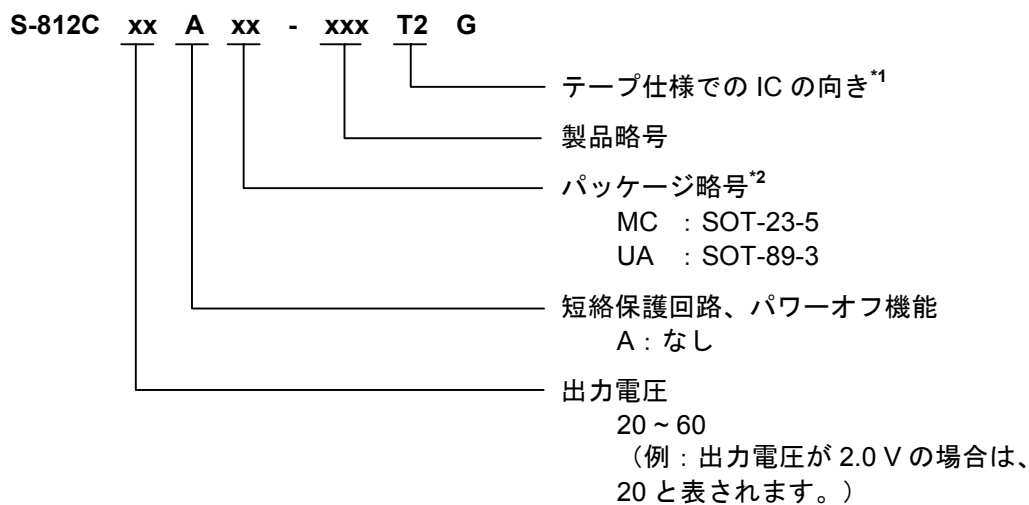 S-812C xx A xx - xxx T2 G
テープ仕様での IC の向き*1
製品略号
パッケージ略号*2
MC : SOT-23-5
UA : SOT-89-3
短絡保護回路、パワーオフ機能
A : なし
出力電圧
20 ~ 60
（例 : 出力電圧が 2.0 V の場合は、
20 と表されます。）